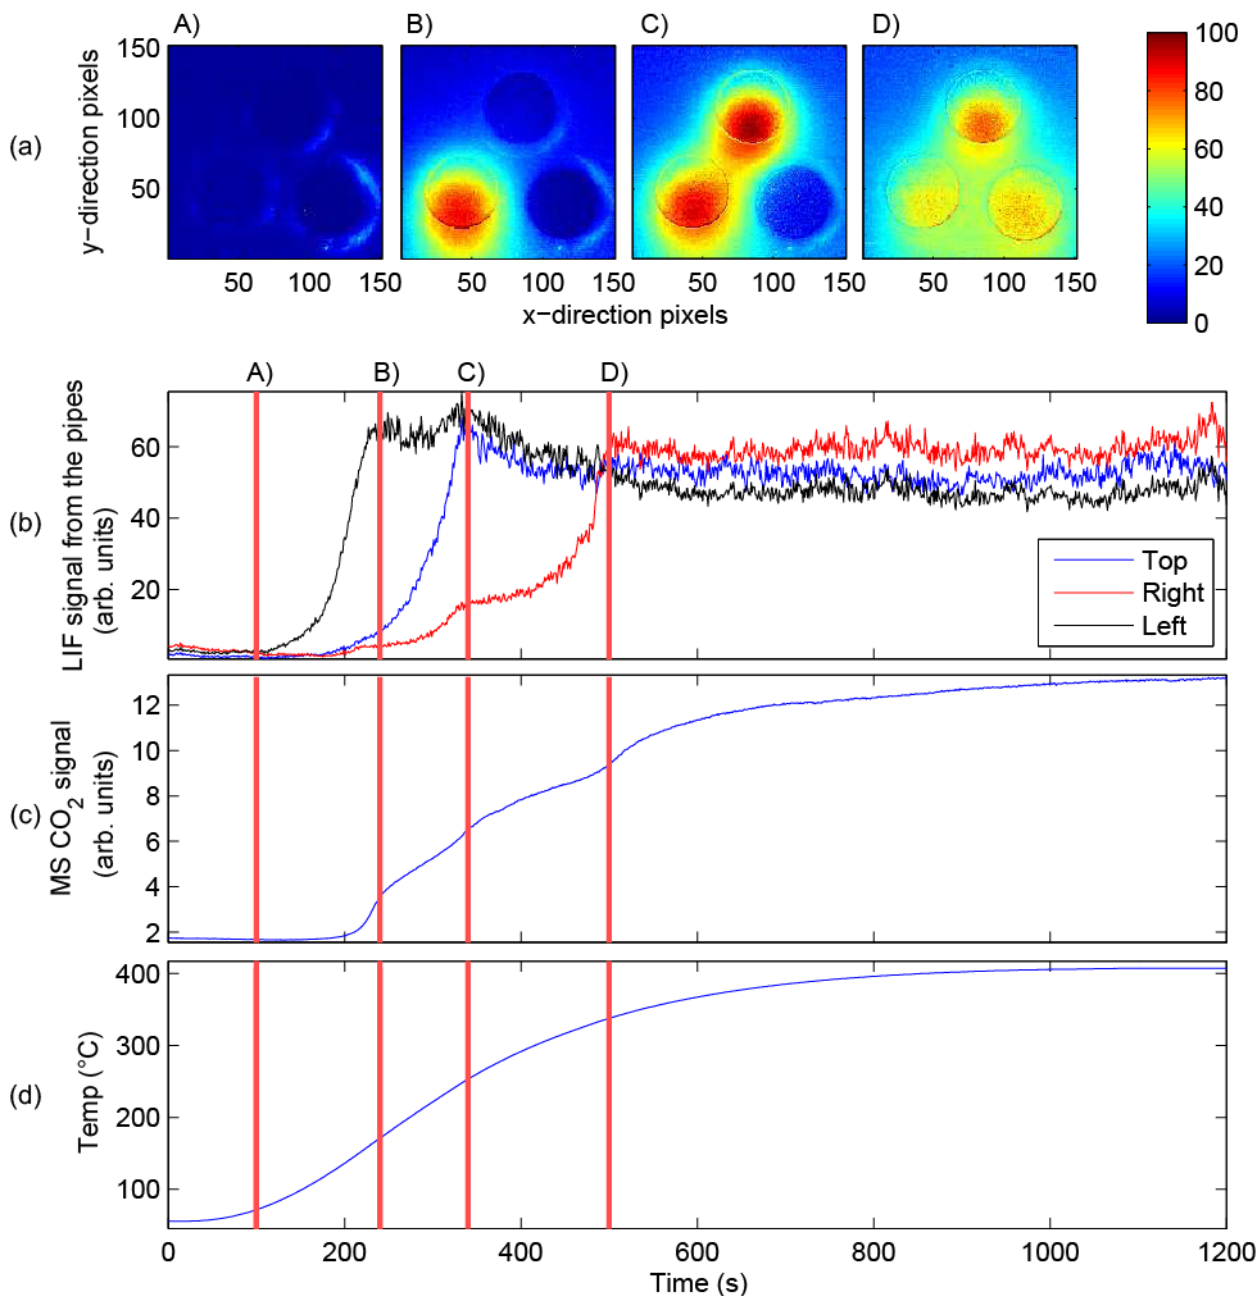 A) B) C) D)
(a)
y-direction pixels
150
100
50
50 100 150 50 100 150 50 100 150 50 100 150
x-direction pixels
100
80
60
40
20
0
A) B) C) D)
(b)
LIF signal from the pipes
(arb. units)
60
40
20
Top
Right
Left
(c)
MS CO2 signal
(arb. units)
12
10
8
6
4
2
(d)
Temp (°C)
400
300
200
100
0 200 400 600 800 1000 1200
Time (s)